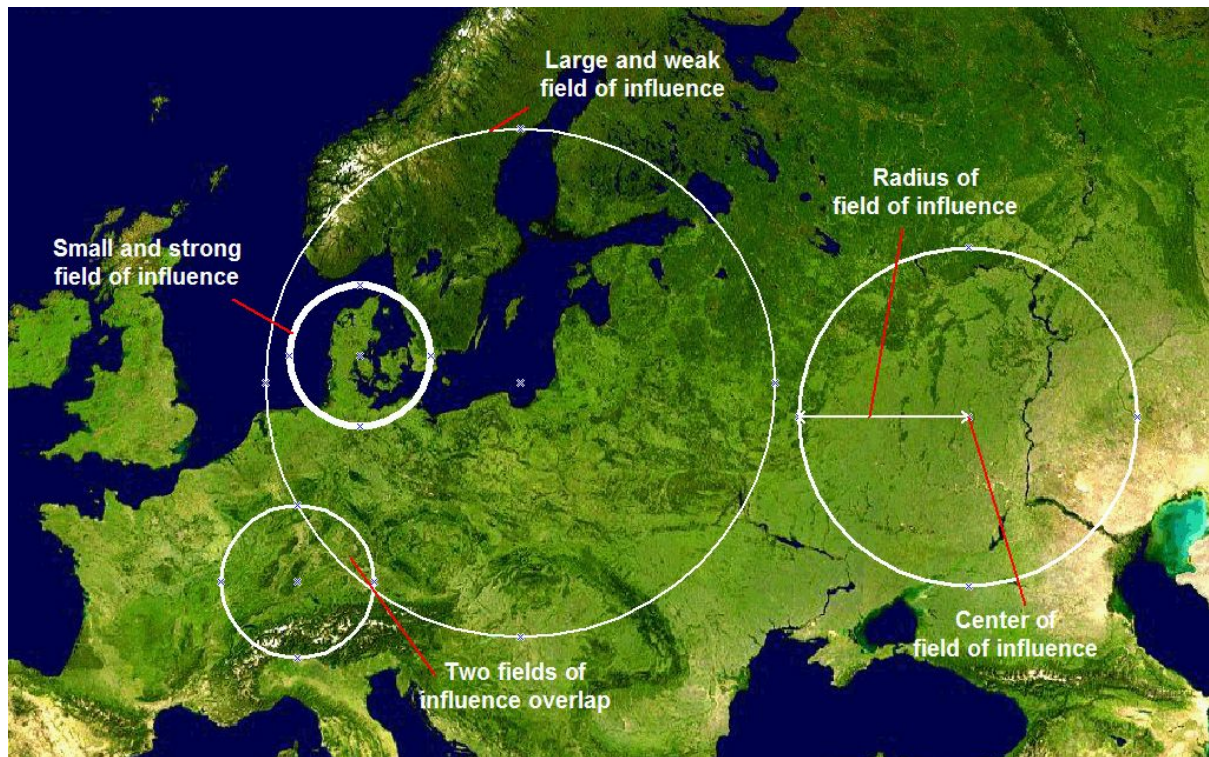 Large and weak
field of influence
Radius of
field of influence
Small and strong
field of influence
Center of
field of influence
Two fields of
influence overlap